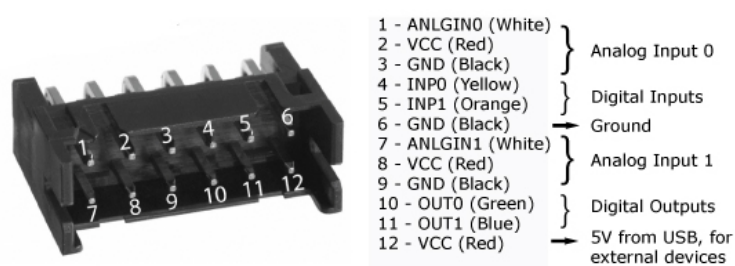 1
2
3
4
5
6
7
8
9
10
11
12
1 - ANLGIN0 (White)
2 - VCC (Red)
3 - GND (Black)
4 - INP0 (Yellow)
5 - INP1 (Orange)
6 - GND (Black)
7 - ANLGIN1 (White)
8 - VCC (Red)
9 - GND (Black)
10 - OUT0 (Green)
11 - OUT1 (Blue)
12 - VCC (Red)
Analog Input 0
Digital Inputs
Ground
Analog Input 1
Digital Outputs
5V from USB, for
external devices